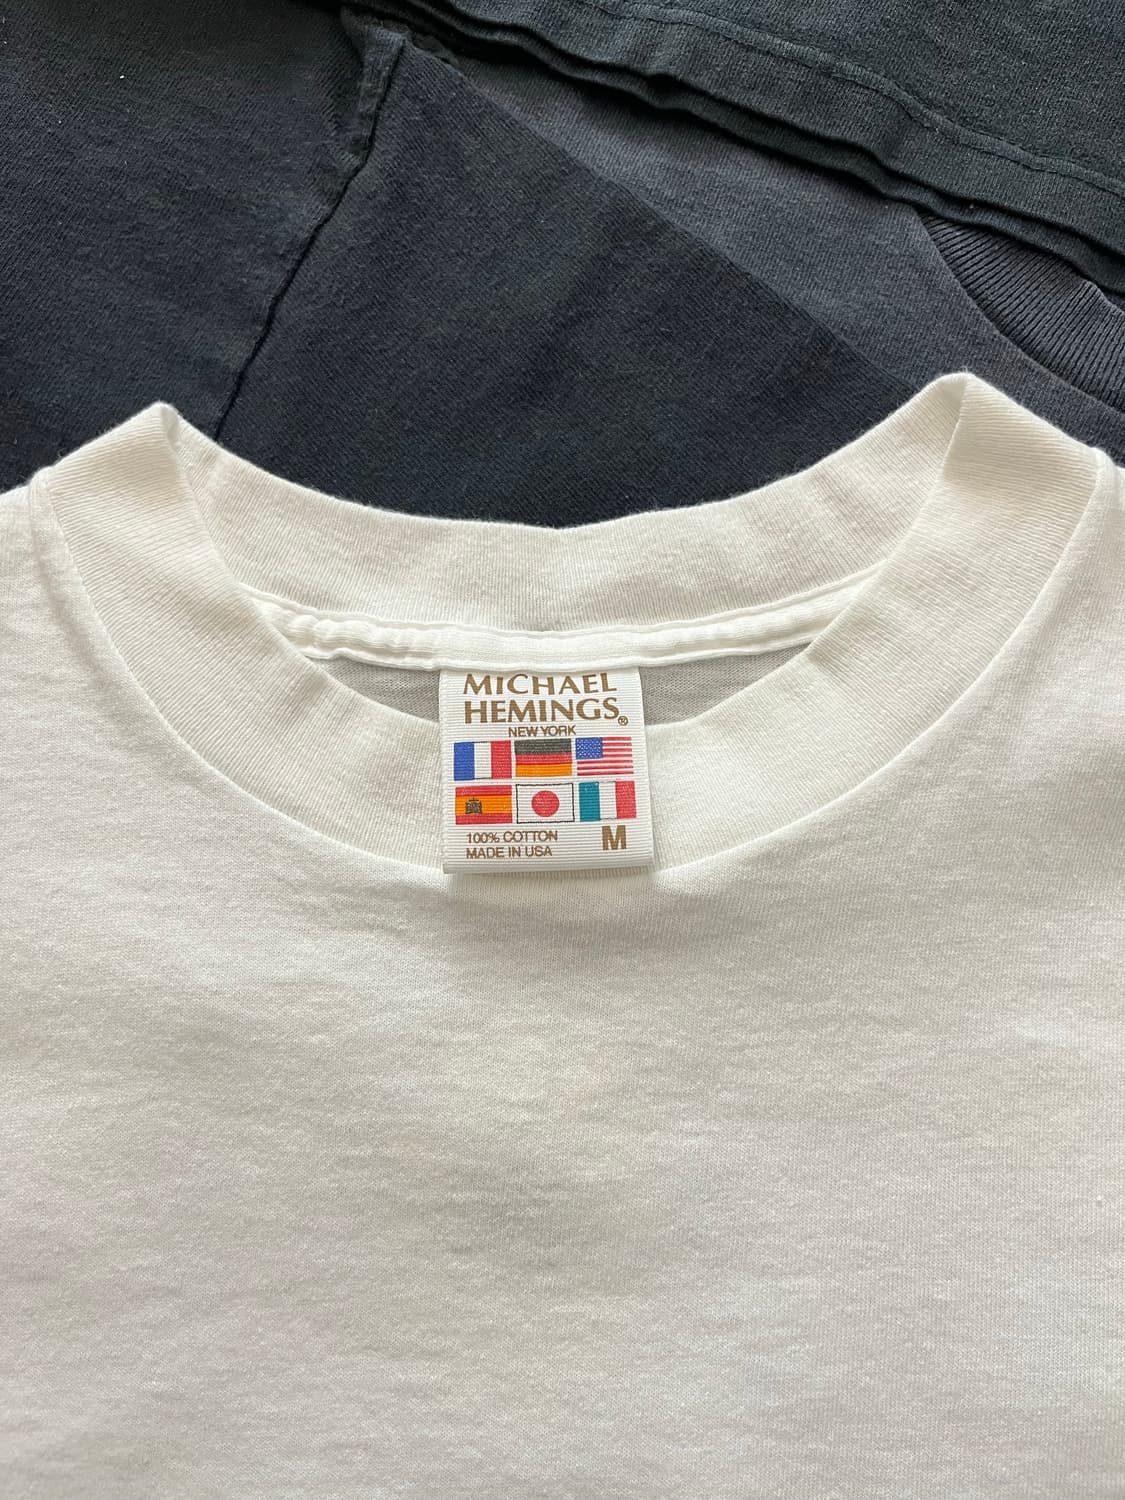 MICHAEL
HEMINGS®
NEW YORK
100% COTTON
MADE IN USA
M